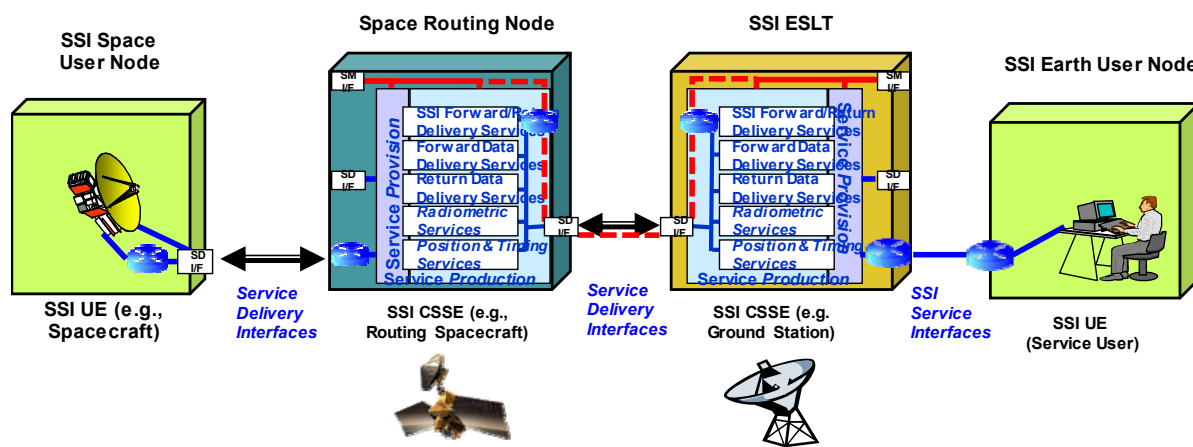 SSI Space
User Node
Space Routing Node
SSI ESLT
SSI Earth User Node
SD
I/F
SSI UE (e.g.,
Spacecraft)
Service
Delivery
Interfaces
SM
I/F
SD
I/F
Service Provision
SSI Forward/Return
Delivery Services
Forward Data
Delivery Services
Return Data
Delivery Services
Radiometric
Services
Position & Timing
Services
Service Production
SD
I/F
SSI CSSE (e.g.,
Routing Spacecraft)
Service
Delivery
Interfaces
SD
I/F
SSI Forward/Return
Delivery Services
Forward Data
Delivery Services
Return Data
Delivery Services
Radiometric
Services
Position & Timing
Services
Service Production
Service Provision
SM
I/F
SD
I/F
SSI CSSE (e.g.
Ground Station)
SSI
Service
Interfaces
SSI UE
(Service User)